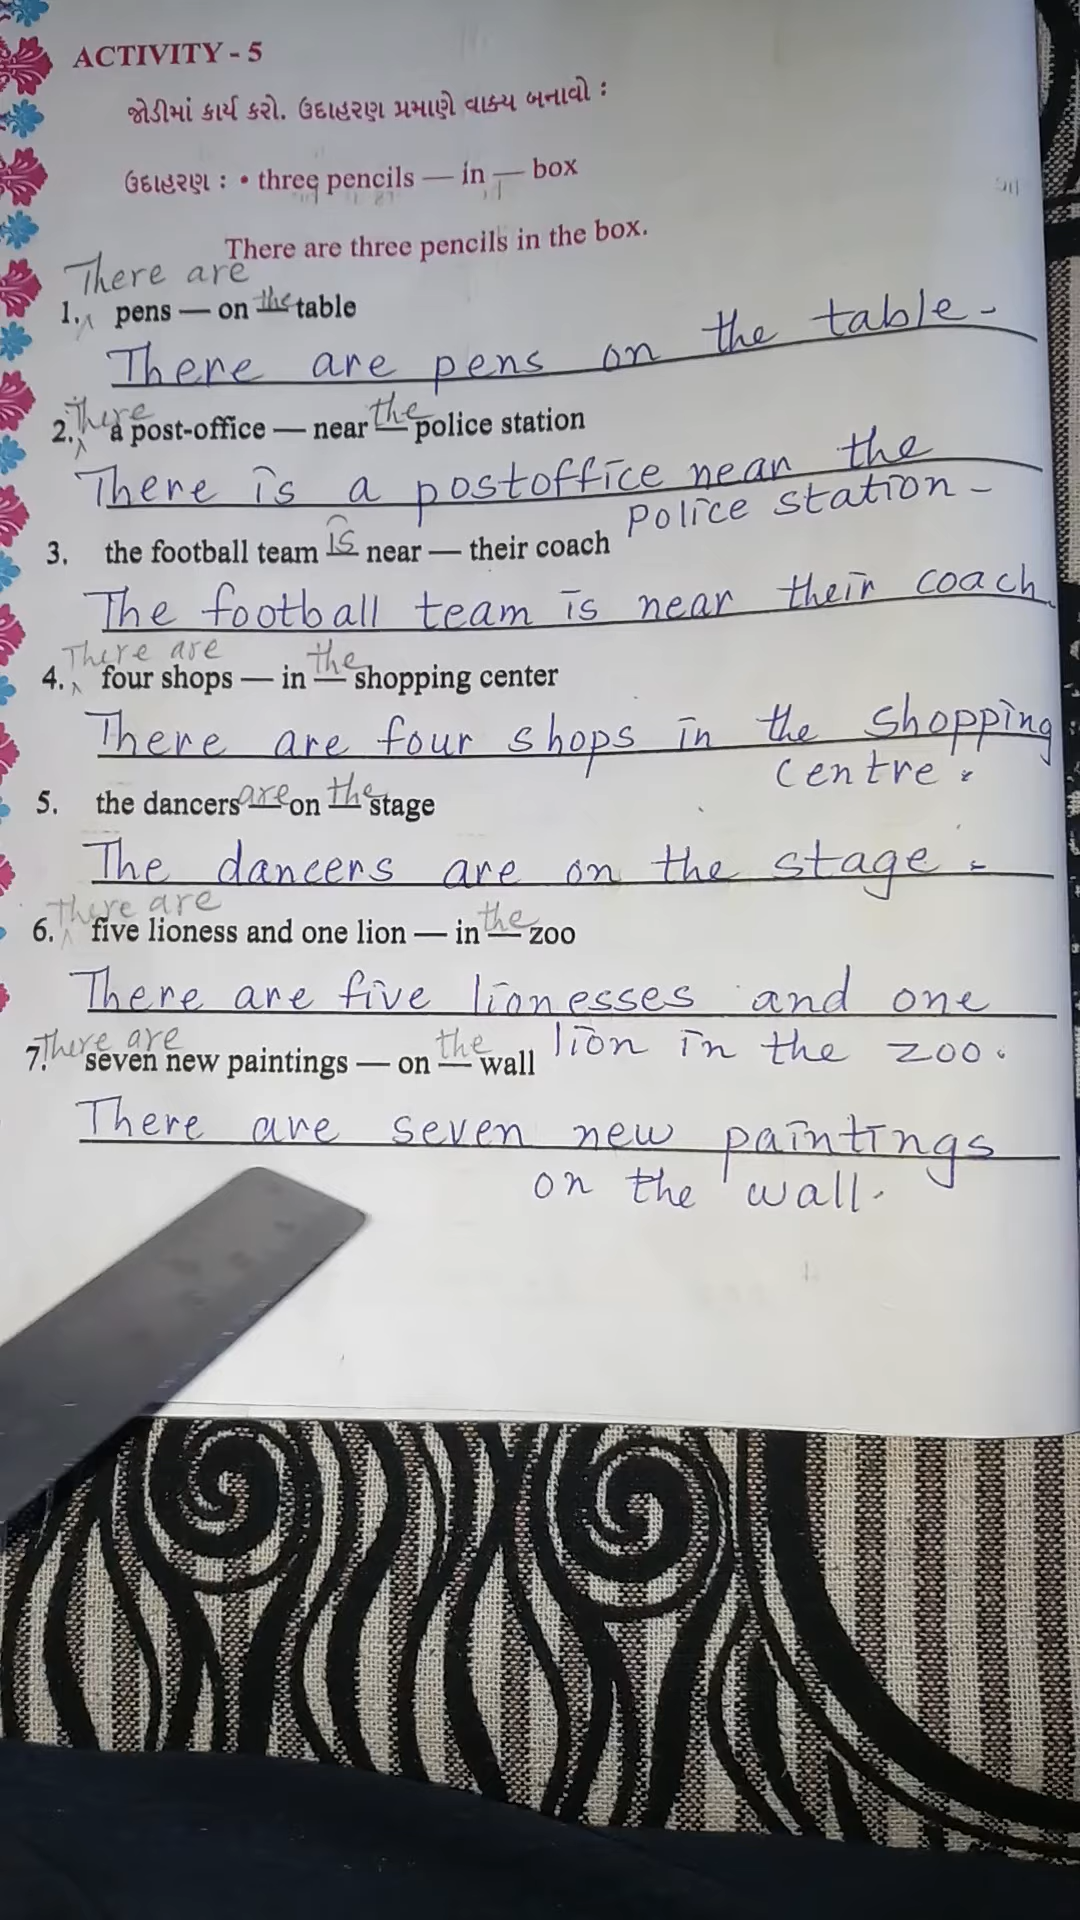 ACTIVITY - 5
જોડીમાં કાર્ય કરો. ઉદાહરણ પ્રમાણે વાક્ય બનાવો :
ઉદાહરણ : • three pencils — in — box
There are three pencils in the box.
There are
1. pens — on the table
There are pens on the table.
There the
2. a post-office — near — police station
There is a postoffice near the
Police station.
3. the football team is near — their coach
The football team is near their coach.
There are the
4. four shops — in — shopping center
There are four shops in the shopping
centre.
5. the dancers are on the stage
The dancers are on the stage.
There are the
6. five lioness and one lion — in — zoo
There are five lionesses and one
lion in the zoo.
There are the
7. seven new paintings — on — wall
There are seven new paintings
on the wall.